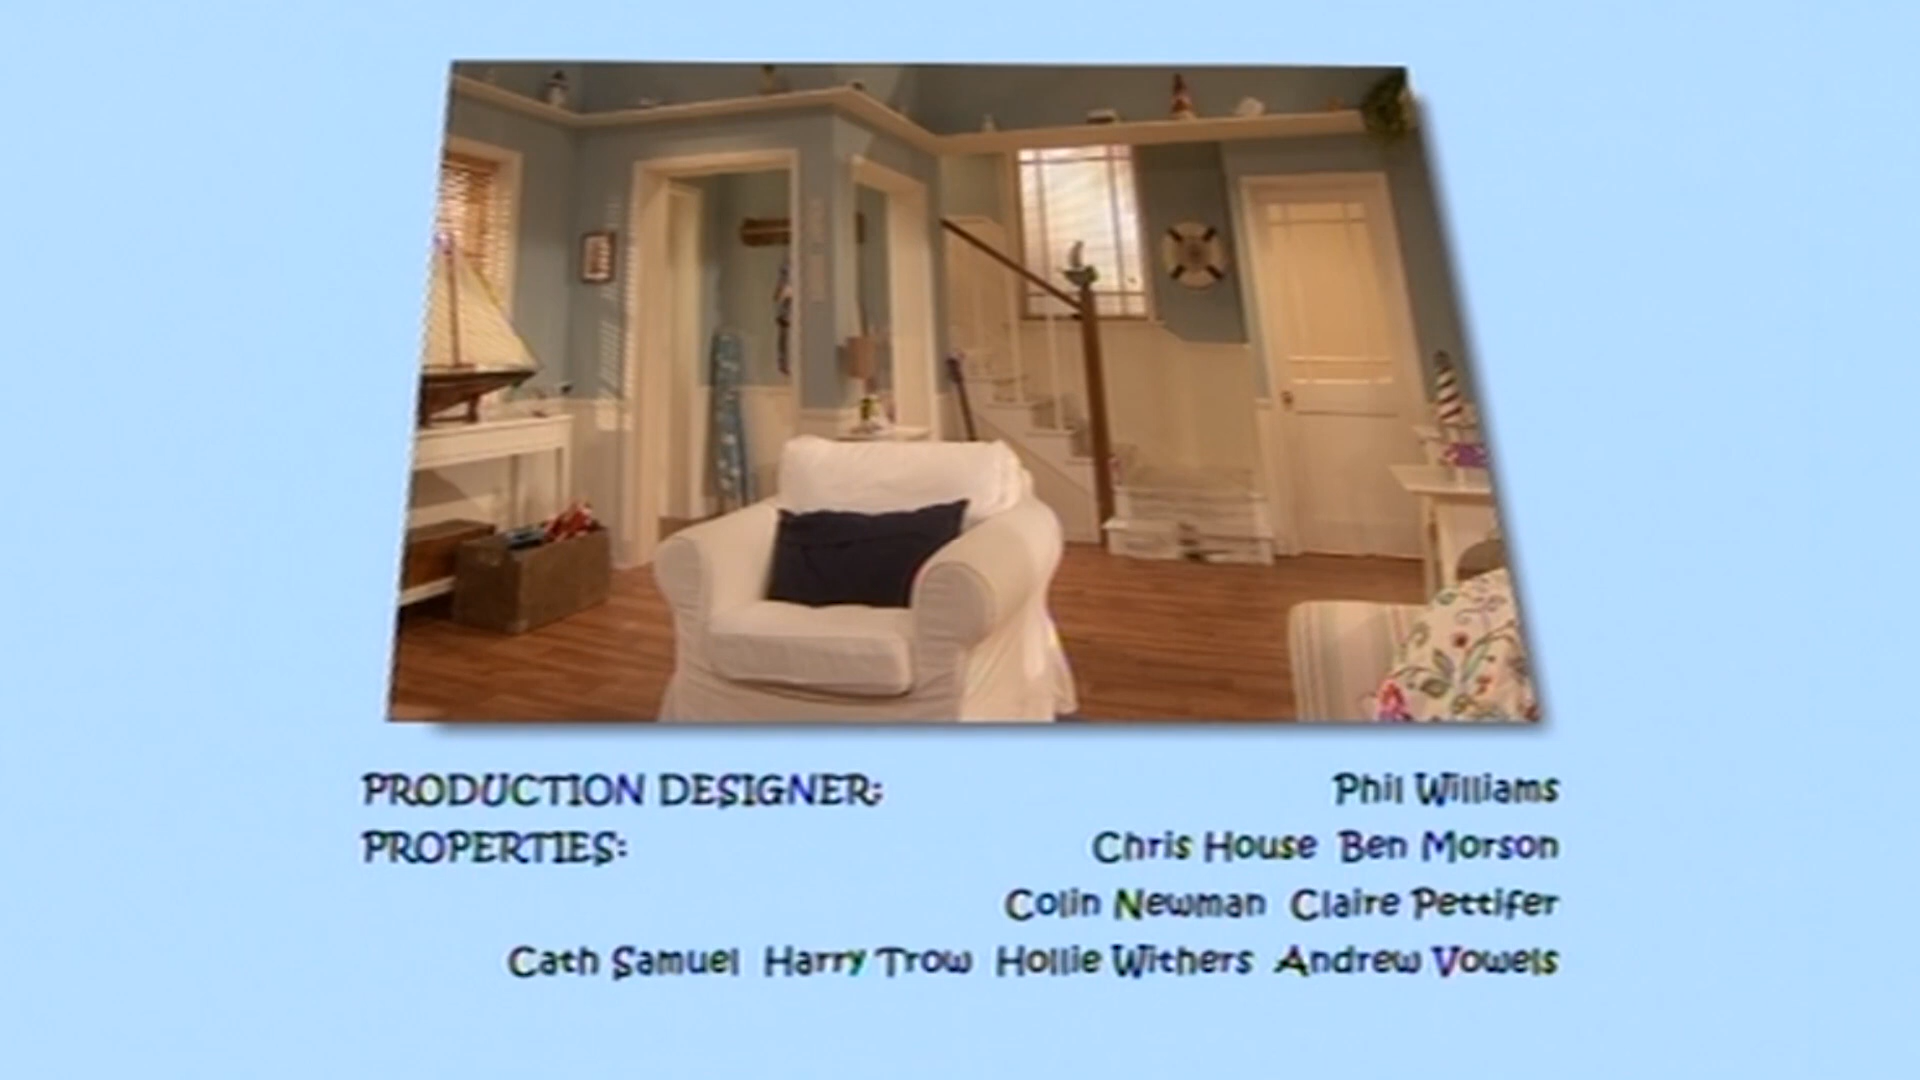 PRODUCTION DESIGNER: Phil Williams
PROPERTIES: Chris House Ben Morson
Colin Newman Claire Pettifer
Cath Samuel Harry Trow Hollie Withers Andrew Vowels